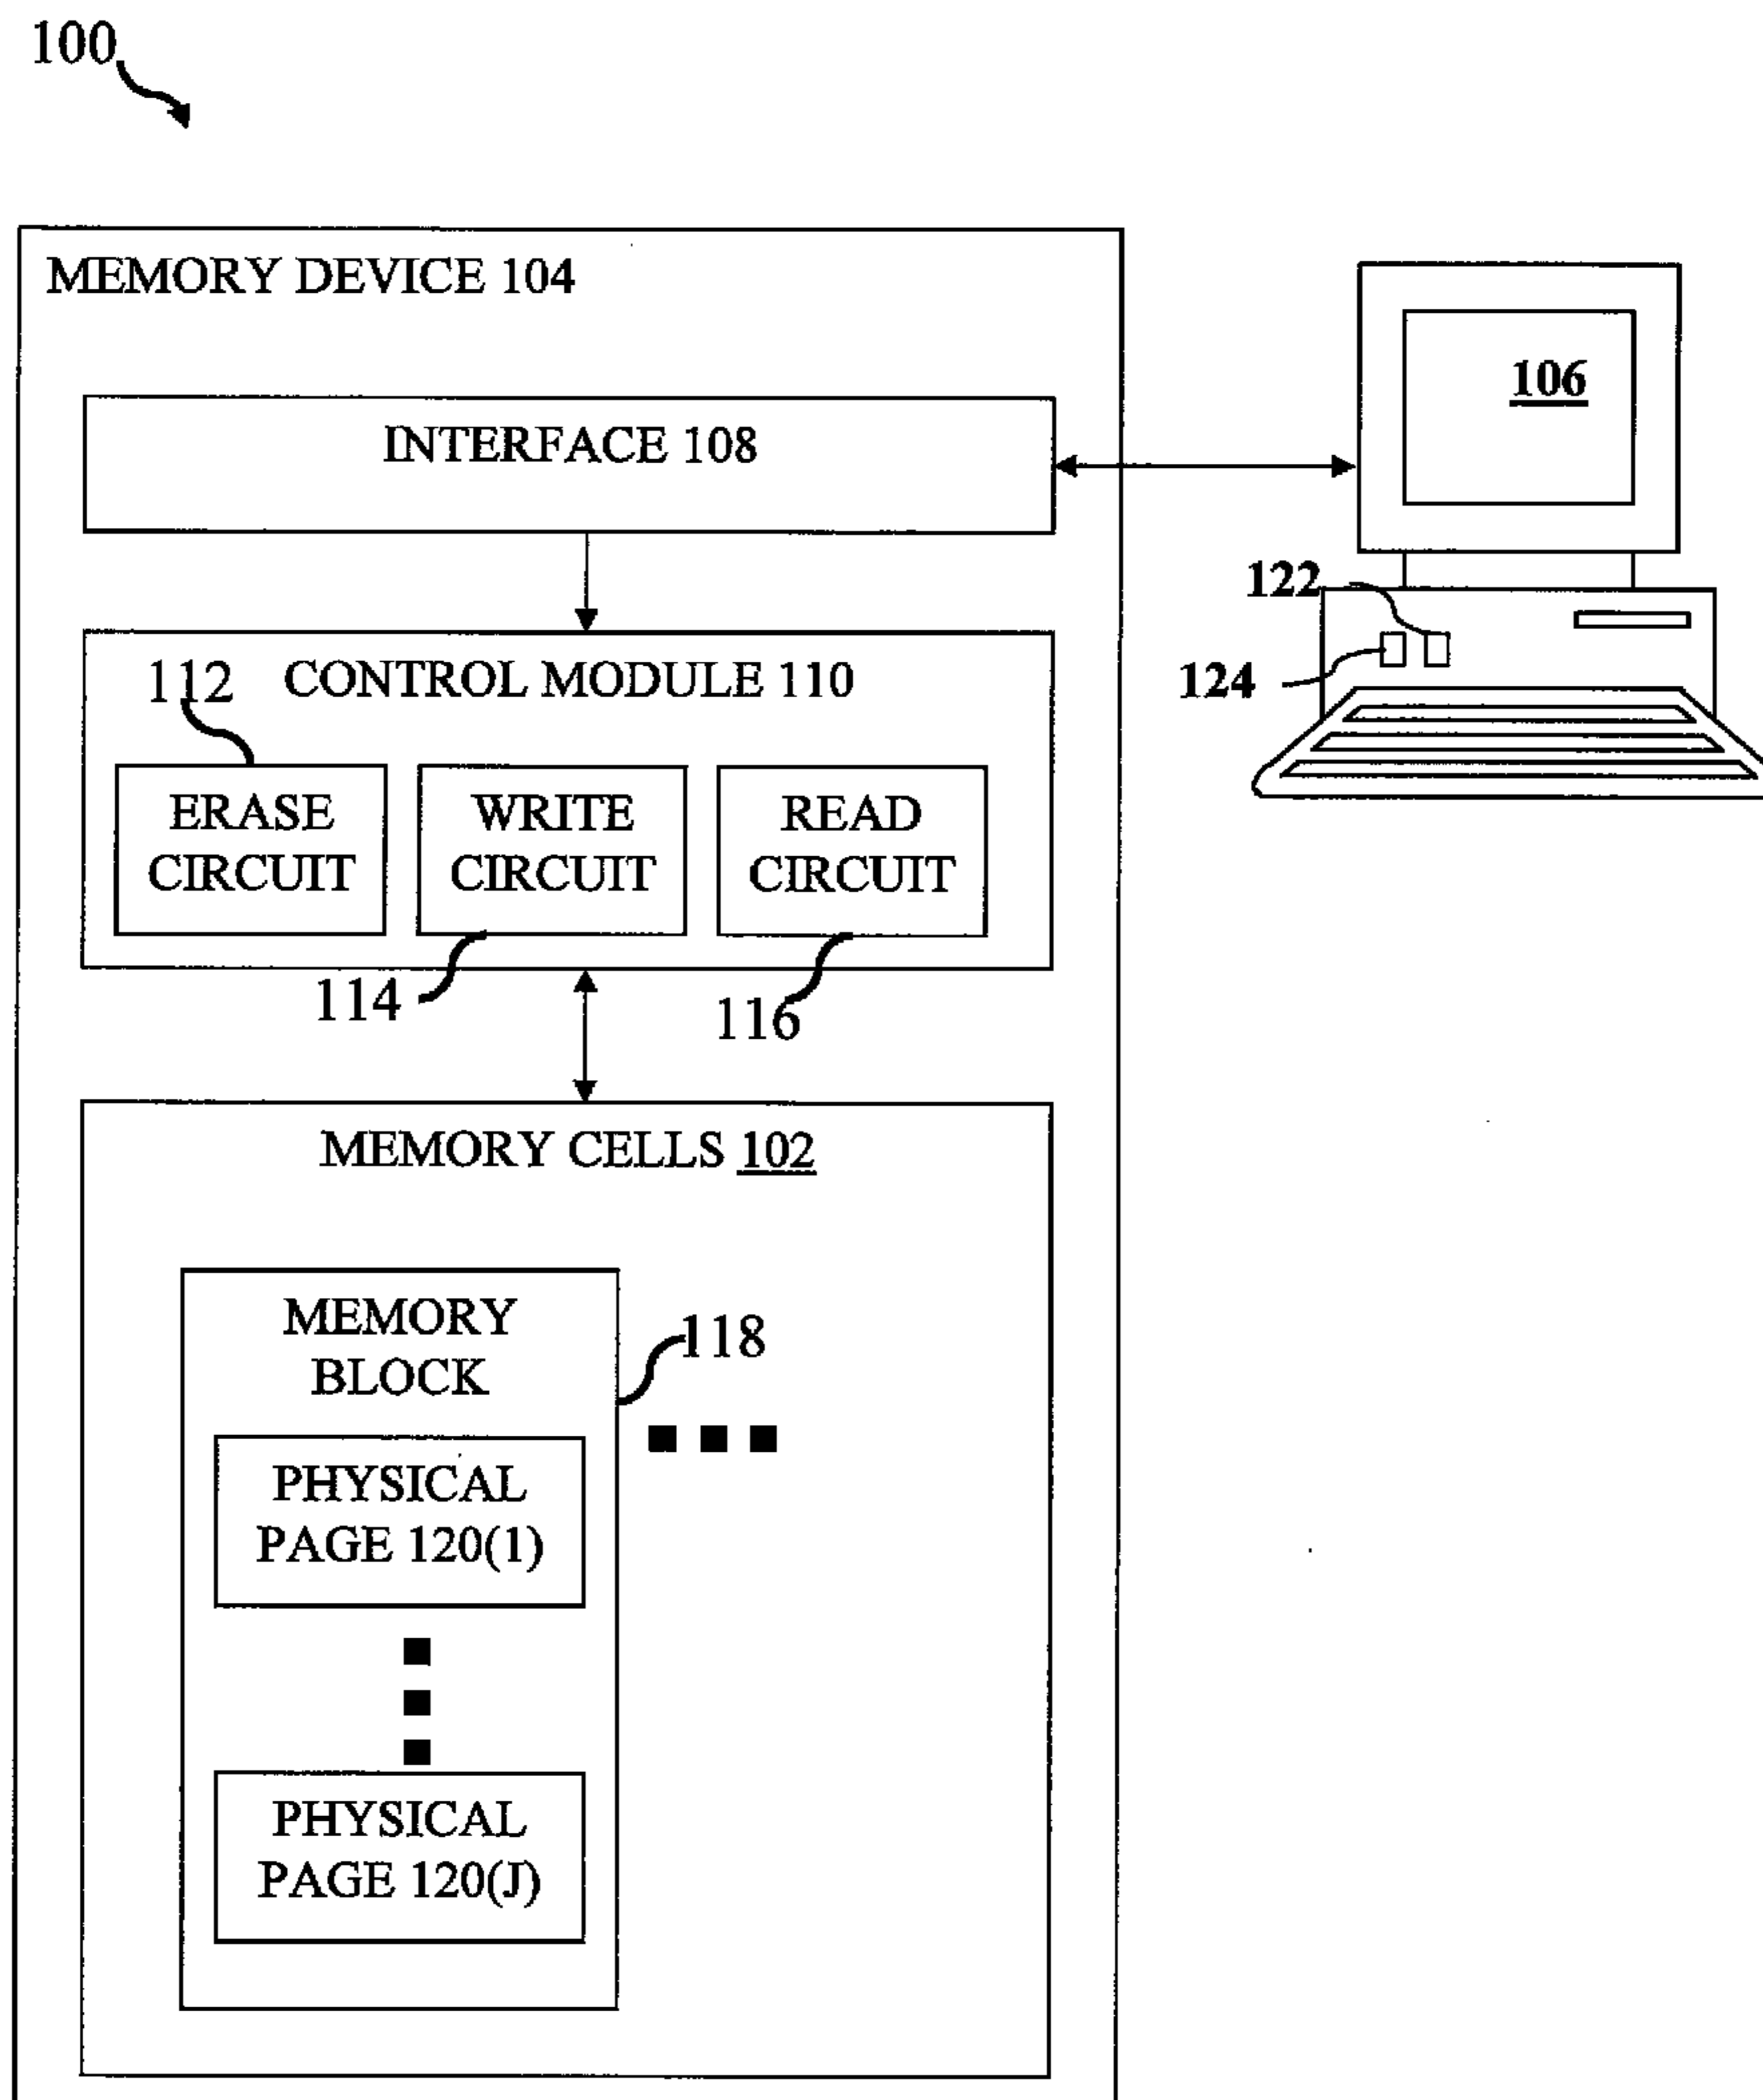 100
MEMORY DEVICE 104
106
INTERFACE 108
122
124
112
CONTROL MODULE 110
ERASE
CIRCUIT
WRITE
CIRCUIT
READ
CIRCUIT
114
116
MEMORY CELLS 102
MEMORY
BLOCK
118
PHYSICAL
PAGE 120(1)
PHYSICAL
PAGE 120(J)